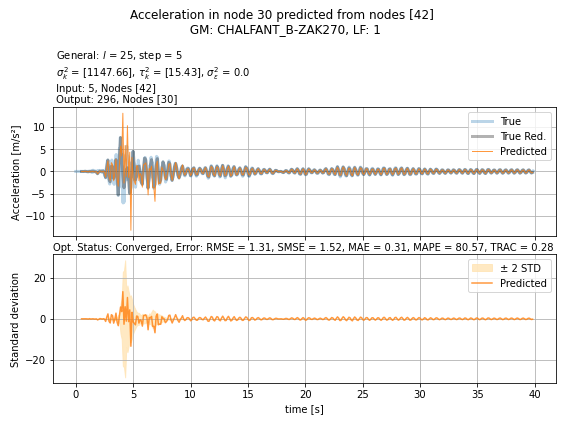 Acceleration in node 30 predicted from nodes [42]
GM: CHALFANT_B-ZAK270, LF: 1
General: l = 25, step = 5
σ²ₖ = [1147.66], τ²ₖ = [15.43], σ²_ε = 0.0
Input: 5, Nodes [42]
Output: 296, Nodes [30]
Acceleration [m/s²]
10
5
0
−5
−10
True
True Red.
Predicted
Opt. Status: Converged, Error: RMSE = 1.31, SMSE = 1.52, MAE = 0.31, MAPE = 80.57, TRAC = 0.28
Standard deviation
20
0
−20
± 2 STD
Predicted
0 5 10 15 20 25 30 35 40
time [s]